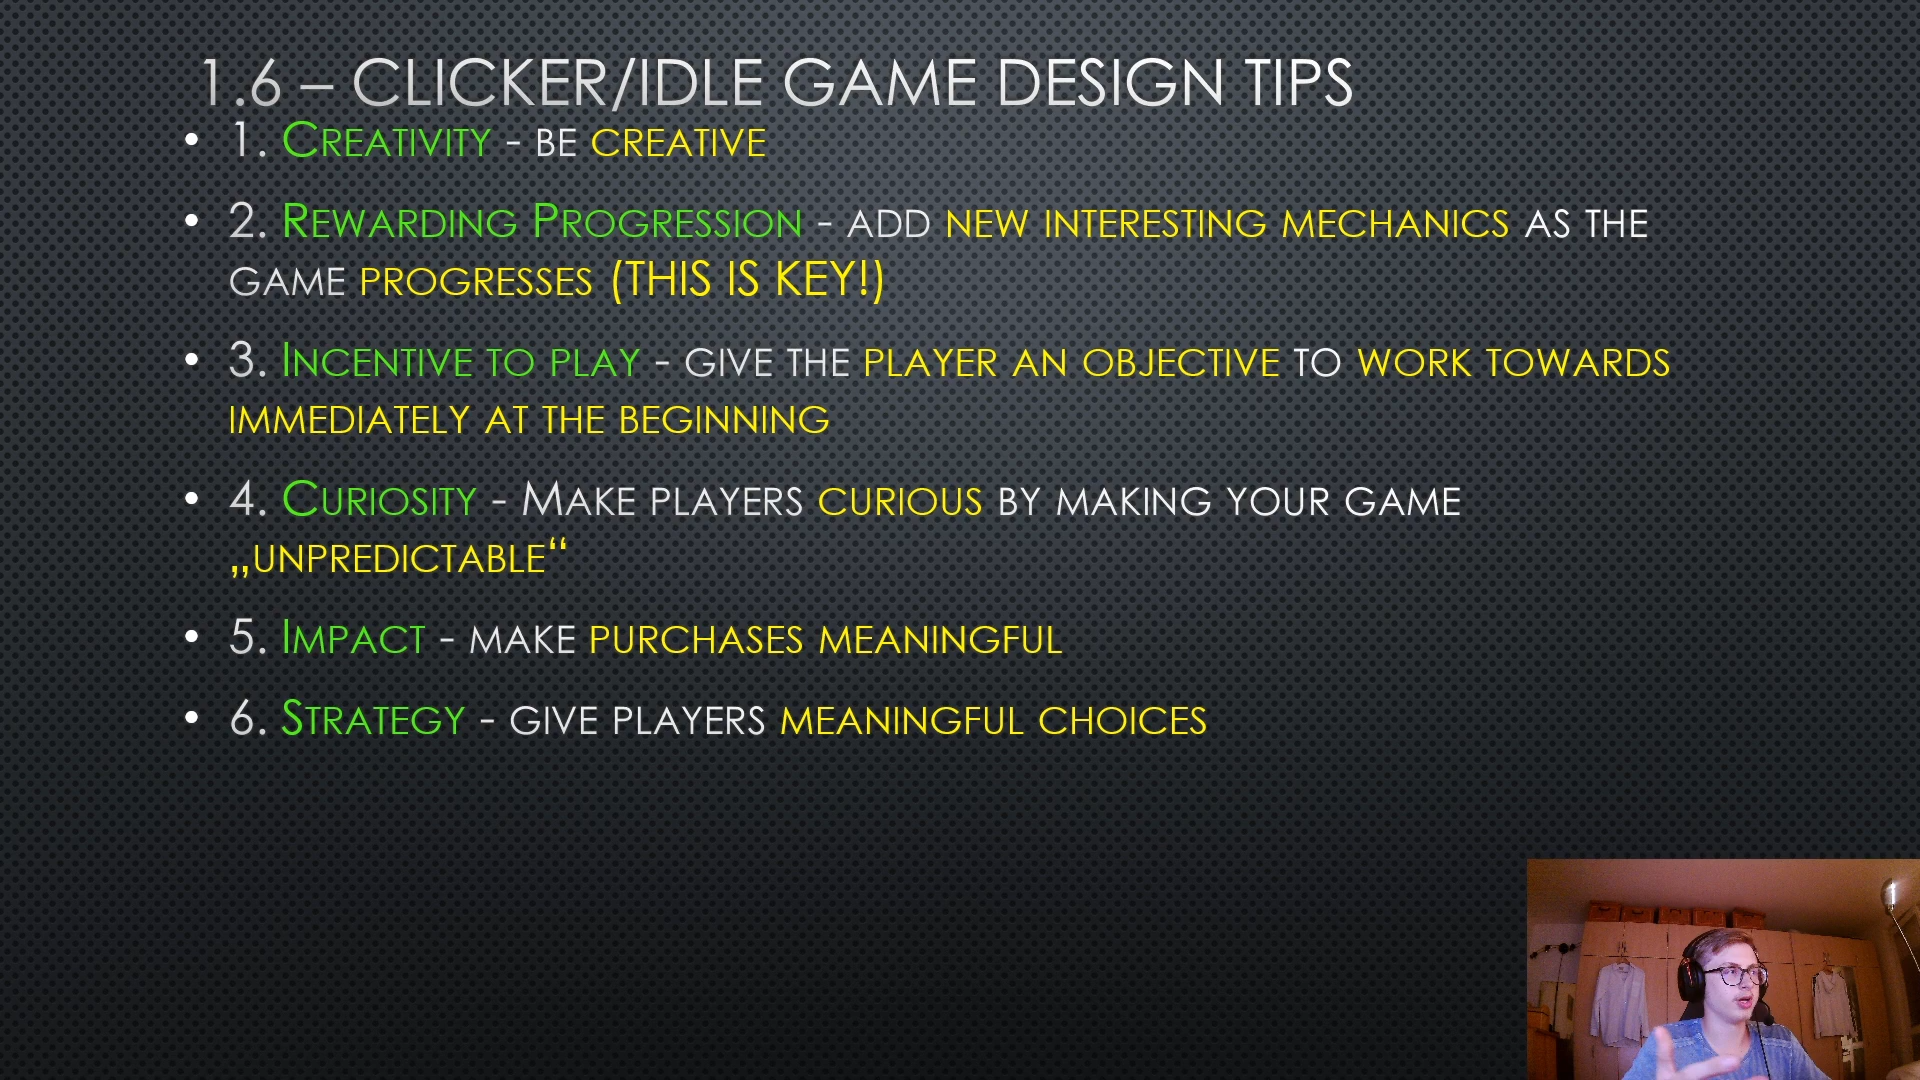 1.6 – CLICKER/IDLE GAME DESIGN TIPS
• 1. Creativity - be creative
• 2. Rewarding Progression - add new interesting mechanics as the
game progresses (THIS IS KEY!)
• 3. Incentive to play - give the player an objective to work towards
immediately at the beginning
• 4. Curiosity - Make players curious by making your game
„unpredictable“
• 5. Impact - make purchases meaningful
• 6. Strategy - give players meaningful choices